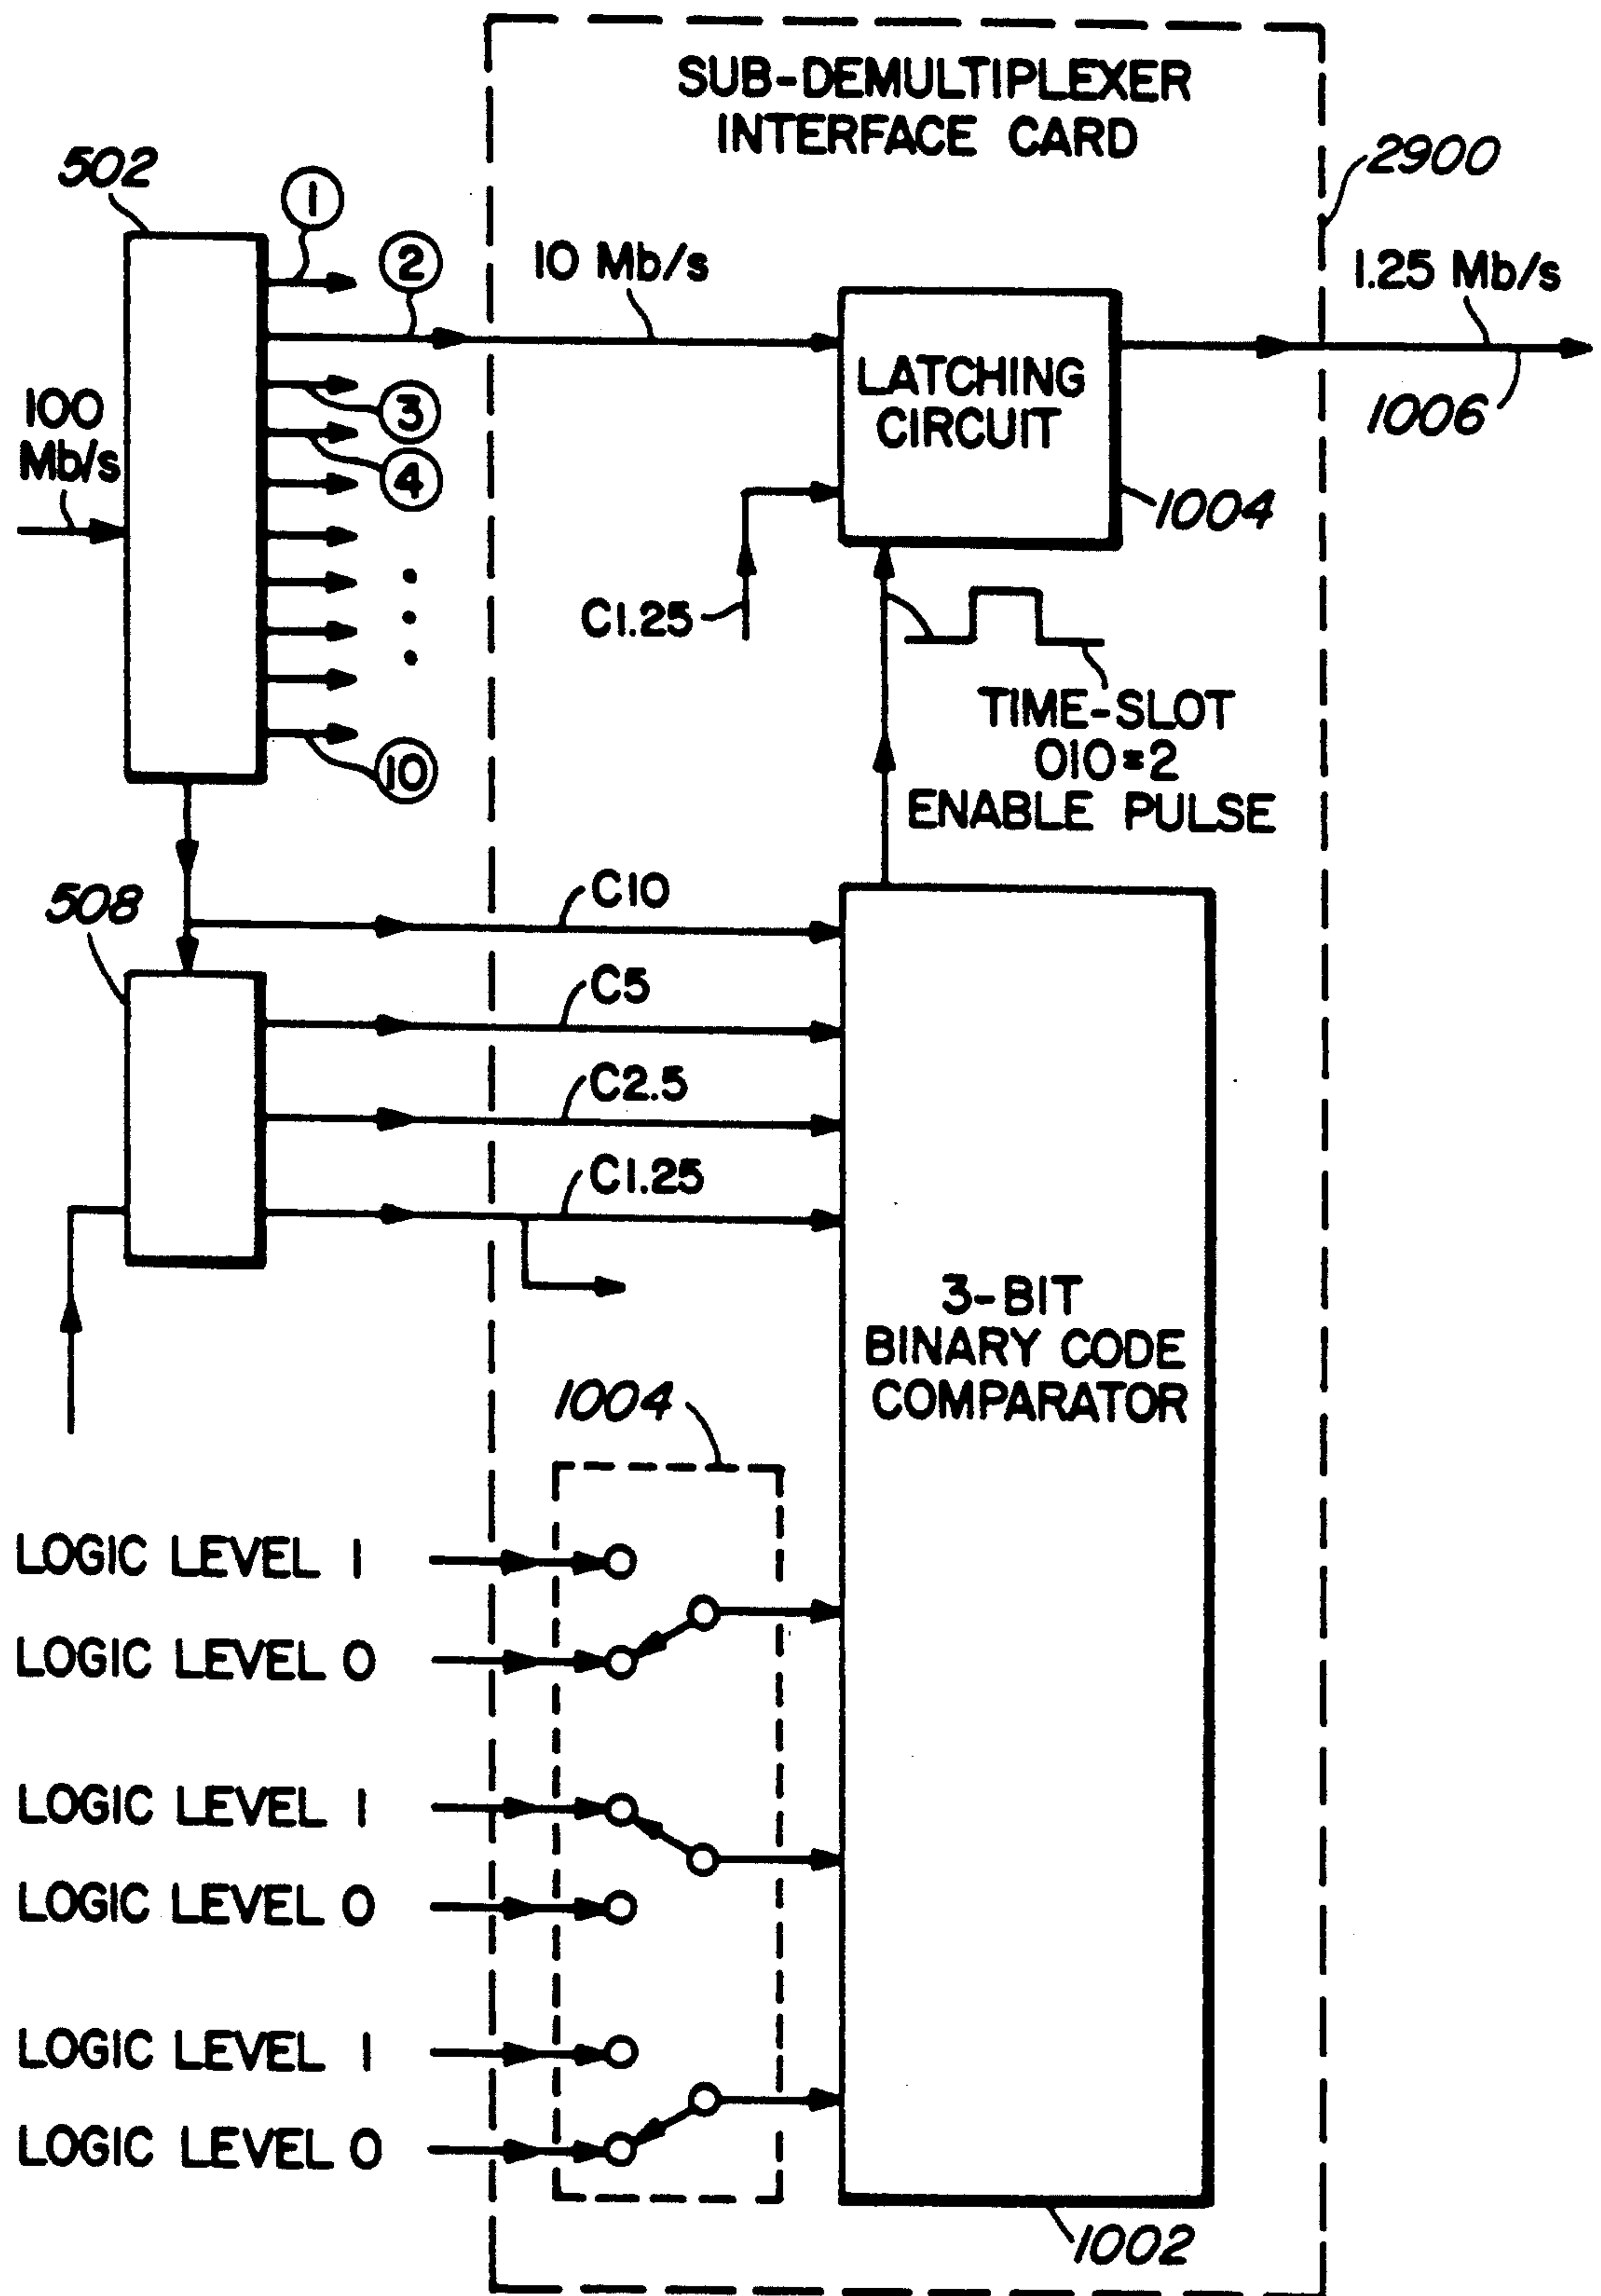 SUB-DEMULTIPLEXER
INTERFACE CARD
502
1
2
10 Mb/s
2900
1.25 Mb/s
3
4
100
Mb/s
LATCHING
CIRCUIT
1006
1004
C1.25
10
TIME-SLOT
010=2
ENABLE PULSE
508
C10
C5
C2.5
C1.25
3-BIT
BINARY CODE
COMPARATOR
1004
LOGIC LEVEL 1
LOGIC LEVEL 0
LOGIC LEVEL 1
LOGIC LEVEL 0
LOGIC LEVEL 1
LOGIC LEVEL 0
1002